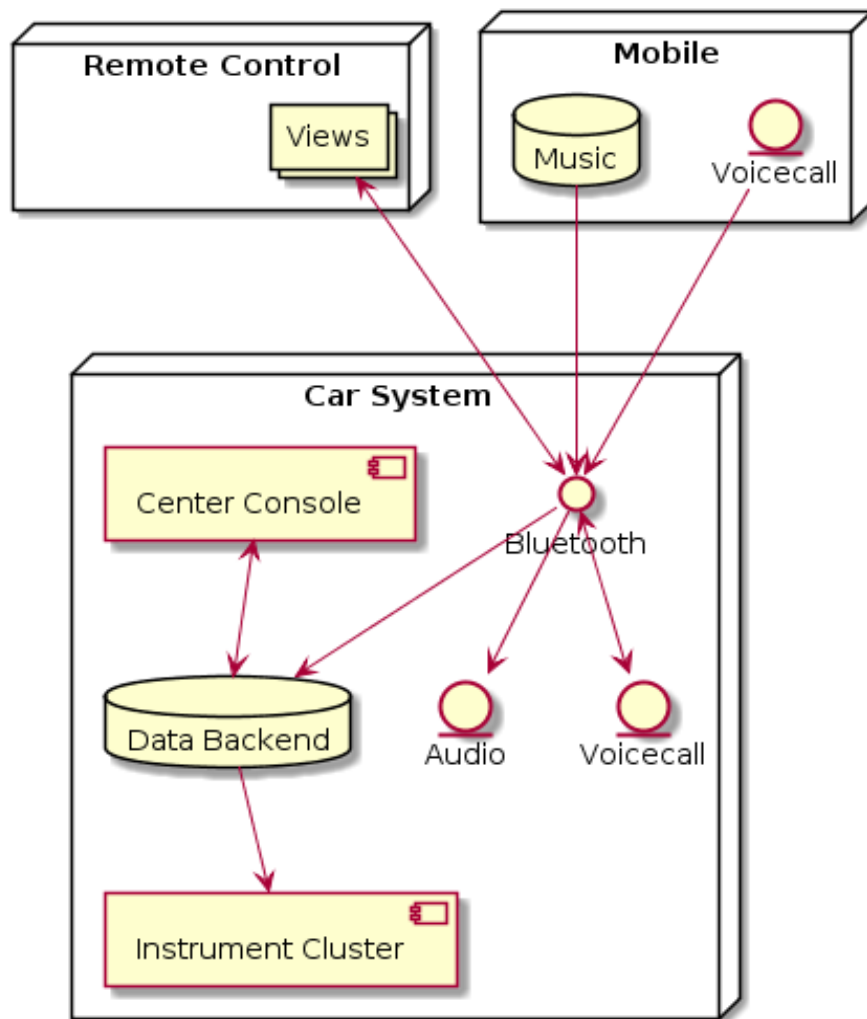 Remote Control
Views
Mobile
Music
Voicecall
Car System
Center Console
Bluetooth
Data Backend
Audio
Voicecall
Instrument Cluster